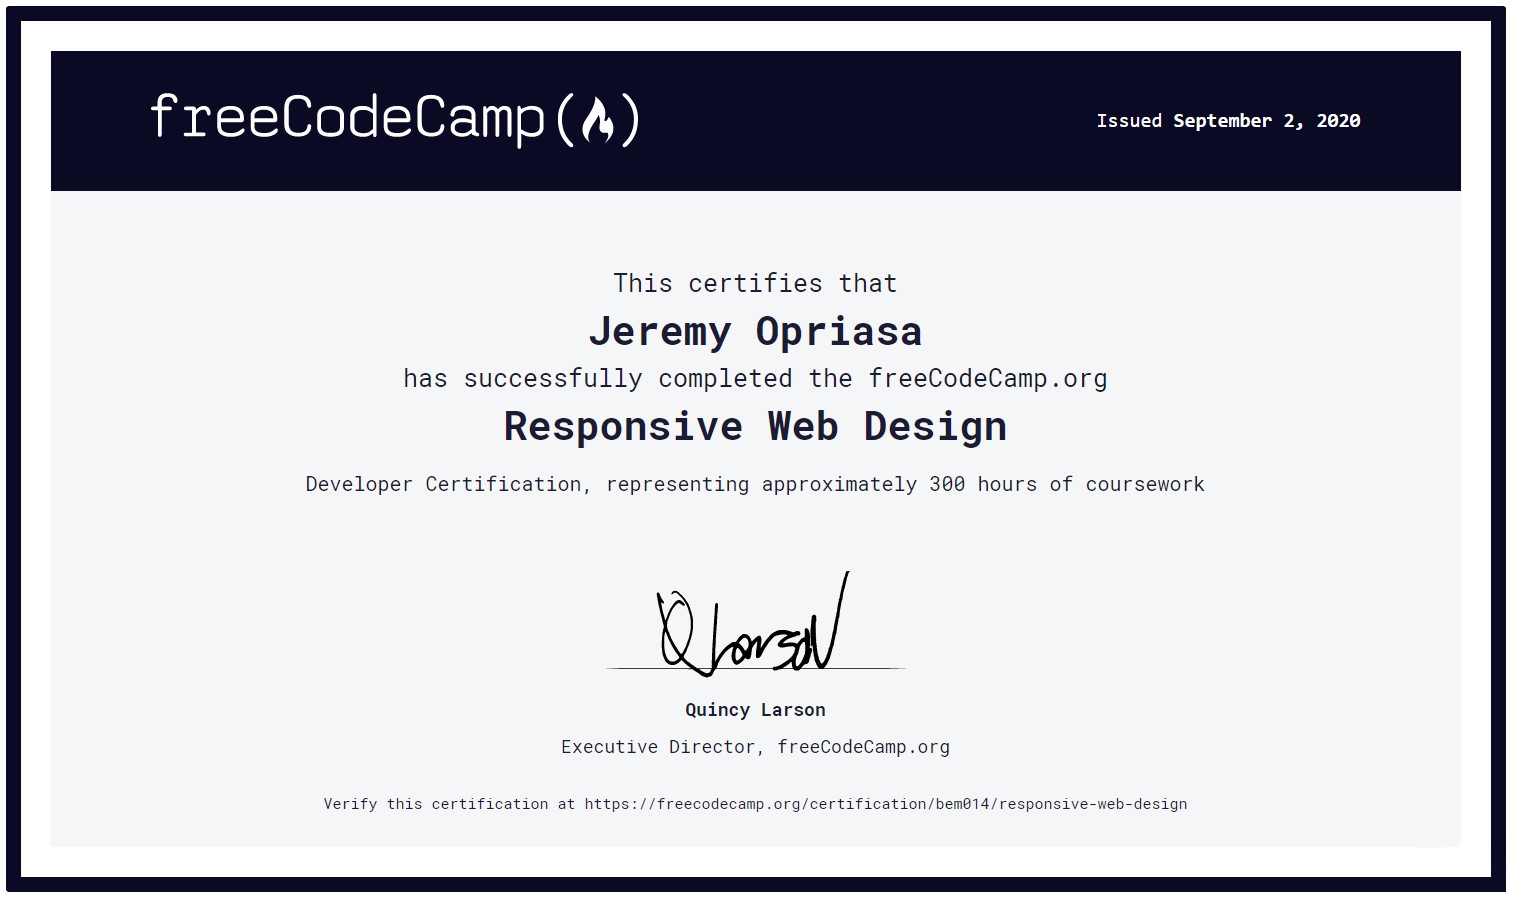 freeCodeCamp(🔥)
Issued September 2, 2020
This certifies that
Jeremy Opriasa
has successfully completed the freeCodeCamp.org
Responsive Web Design
Developer Certification, representing approximately 300 hours of coursework
Q Larson
Quincy Larson
Executive Director, freeCodeCamp.org
Verify this certification at https://freecodecamp.org/certification/bem014/responsive-web-design